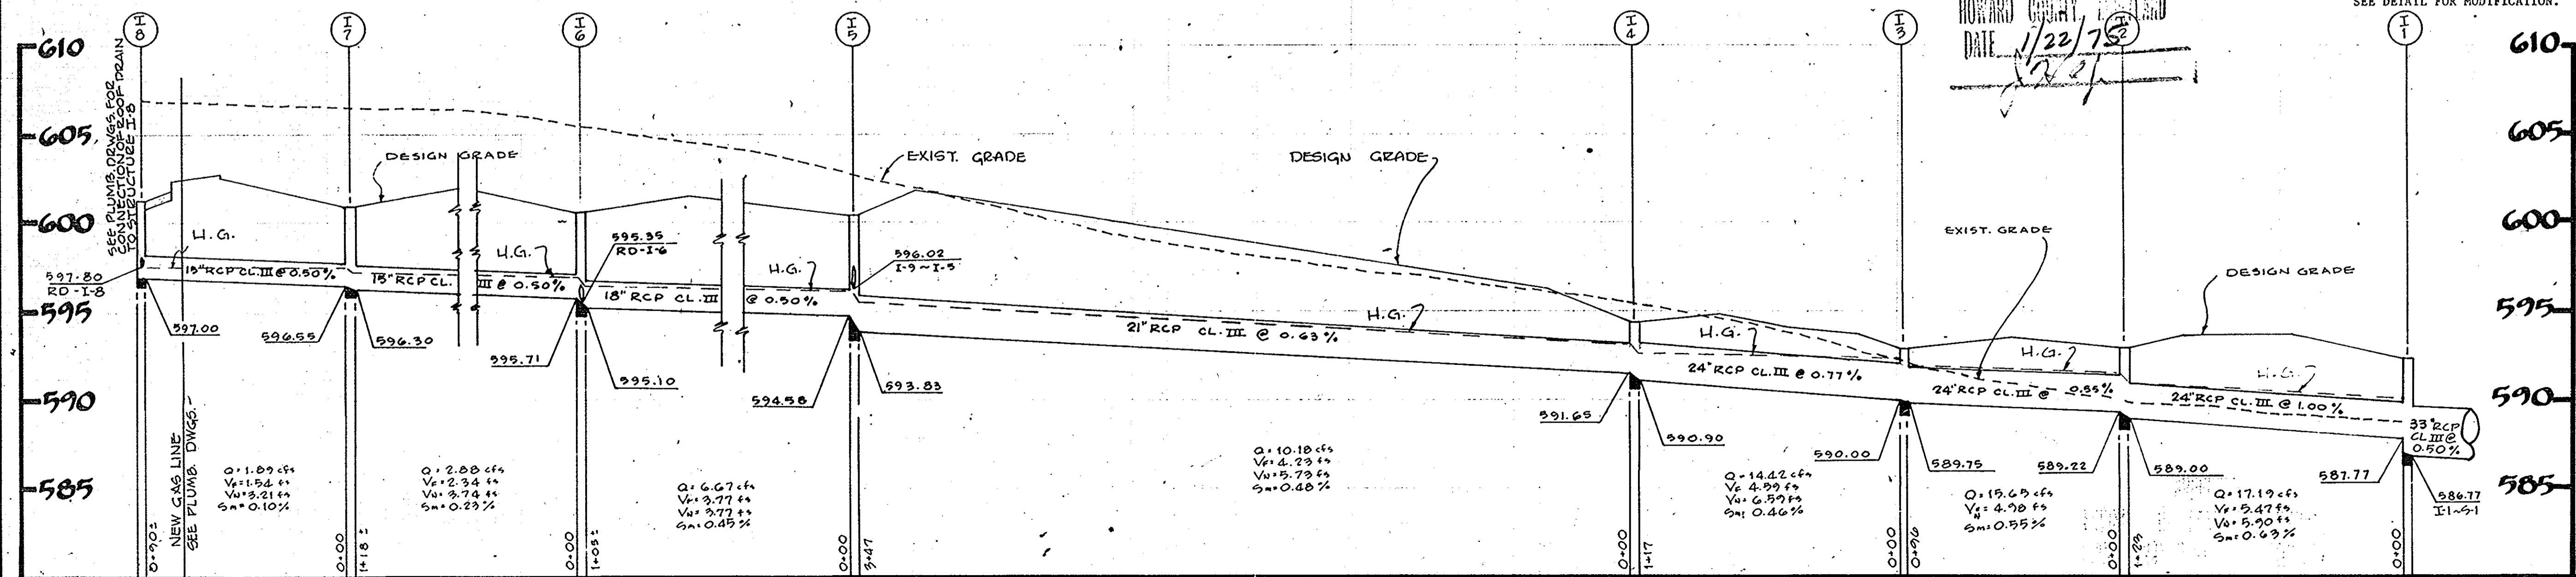 I 8
I 7
I 6
I 5
I 4
I 3
I 2
I 1
HOWARD COUNTY, MARYLAND
DATE 1/22/75
SEE DETAIL FOR MODIFICATION.
610
605
600
595
590
585
610
605
600
595
590
585
SEE PLUMB. DRWGS. FOR
CONNECTION OF ROOF DRAIN
TO STRUCTURE I-8
DESIGN GRADE
EXIST. GRADE
DESIGN GRADE
EXIST. GRADE
DESIGN GRADE
H.G.
H.G.
H.G.
H.G.
H.G.
H.G.
H.G.
597.80
RD-I-8
595.35
RD-I-6
596.02
I-9~I-5
15" RCP CL.III @ 0.50%
15" RCP CL. III @ 0.50%
18" RCP CL.III @ 0.50%
21" RCP CL. III @ 0.63%
24" RCP CL.III @ 0.77%
24" RCP CL.III @ 0.55%
24" RCP CL.III @ 1.00%
33" RCP
CL III @
0.50%
597.00
596.55
596.30
595.71
595.10
594.58
593.83
591.65
590.90
590.00
589.75
589.22
589.00
587.77
586.77
I-1~S-1
NEW GAS LINE
SEE PLUMB. DWGS.
Q=1.89 cfs
VF=1.54 fs
VN=3.21 fs
Sm=0.10%
Q=2.88 cfs
VF=2.34 fs
VN=3.74 fs
Sm=0.23%
Q=6.67 cfs
VF=3.77 fs
VN=3.77 fs
Sm=0.45%
Q=10.18 cfs
VF=4.23 fs
VN=5.73 fs
Sm=0.48%
Q=14.42 cfs
VF 4.59 fs
VN=6.59 fs
Sm=0.46%
Q=15.65 cfs
VF=4.98 fs
N
Sm=0.55%
Q=17.19 cfs
VF=5.47 fs
VN=5.90 fs
Sm=0.63%
0+90±
0+00
1+18±
0+00
1+05±
0+00
3+47
0+00
1+17
0+00
0+96
0+00
1+23
0+00